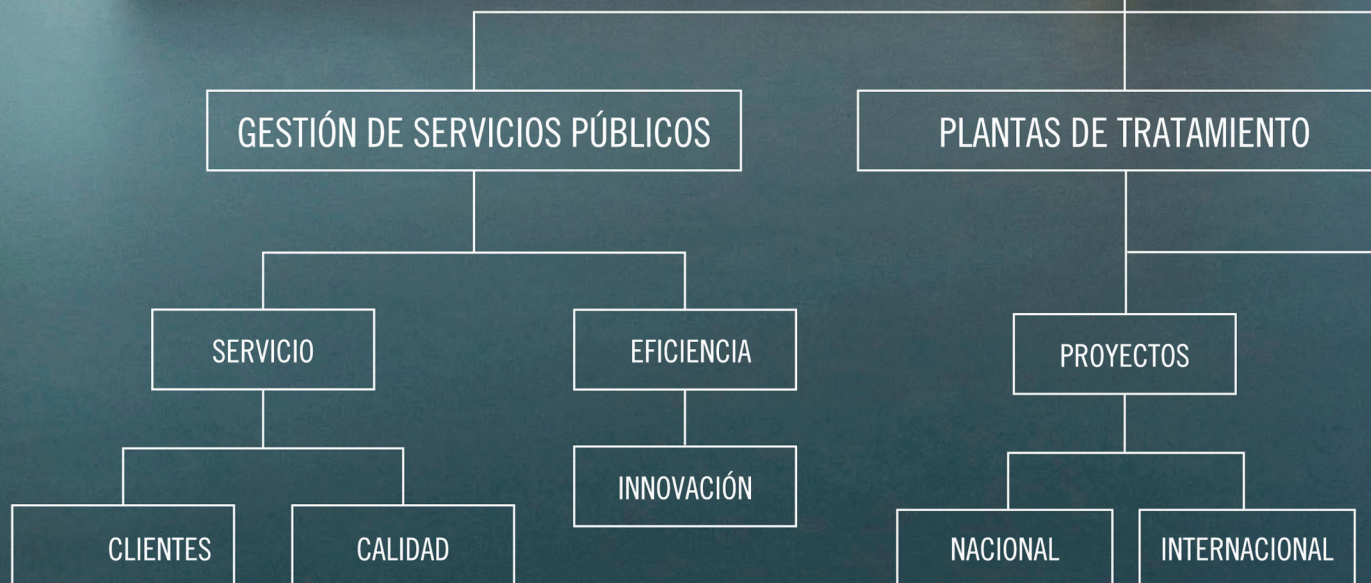 GESTIÓN DE SERVICIOS PÚBLICOS
PLANTAS DE TRATAMIENTO
SERVICIO
EFICIENCIA
PROYECTOS
INNOVACIÓN
CLIENTES
CALIDAD
NACIONAL
INTERNACIONAL